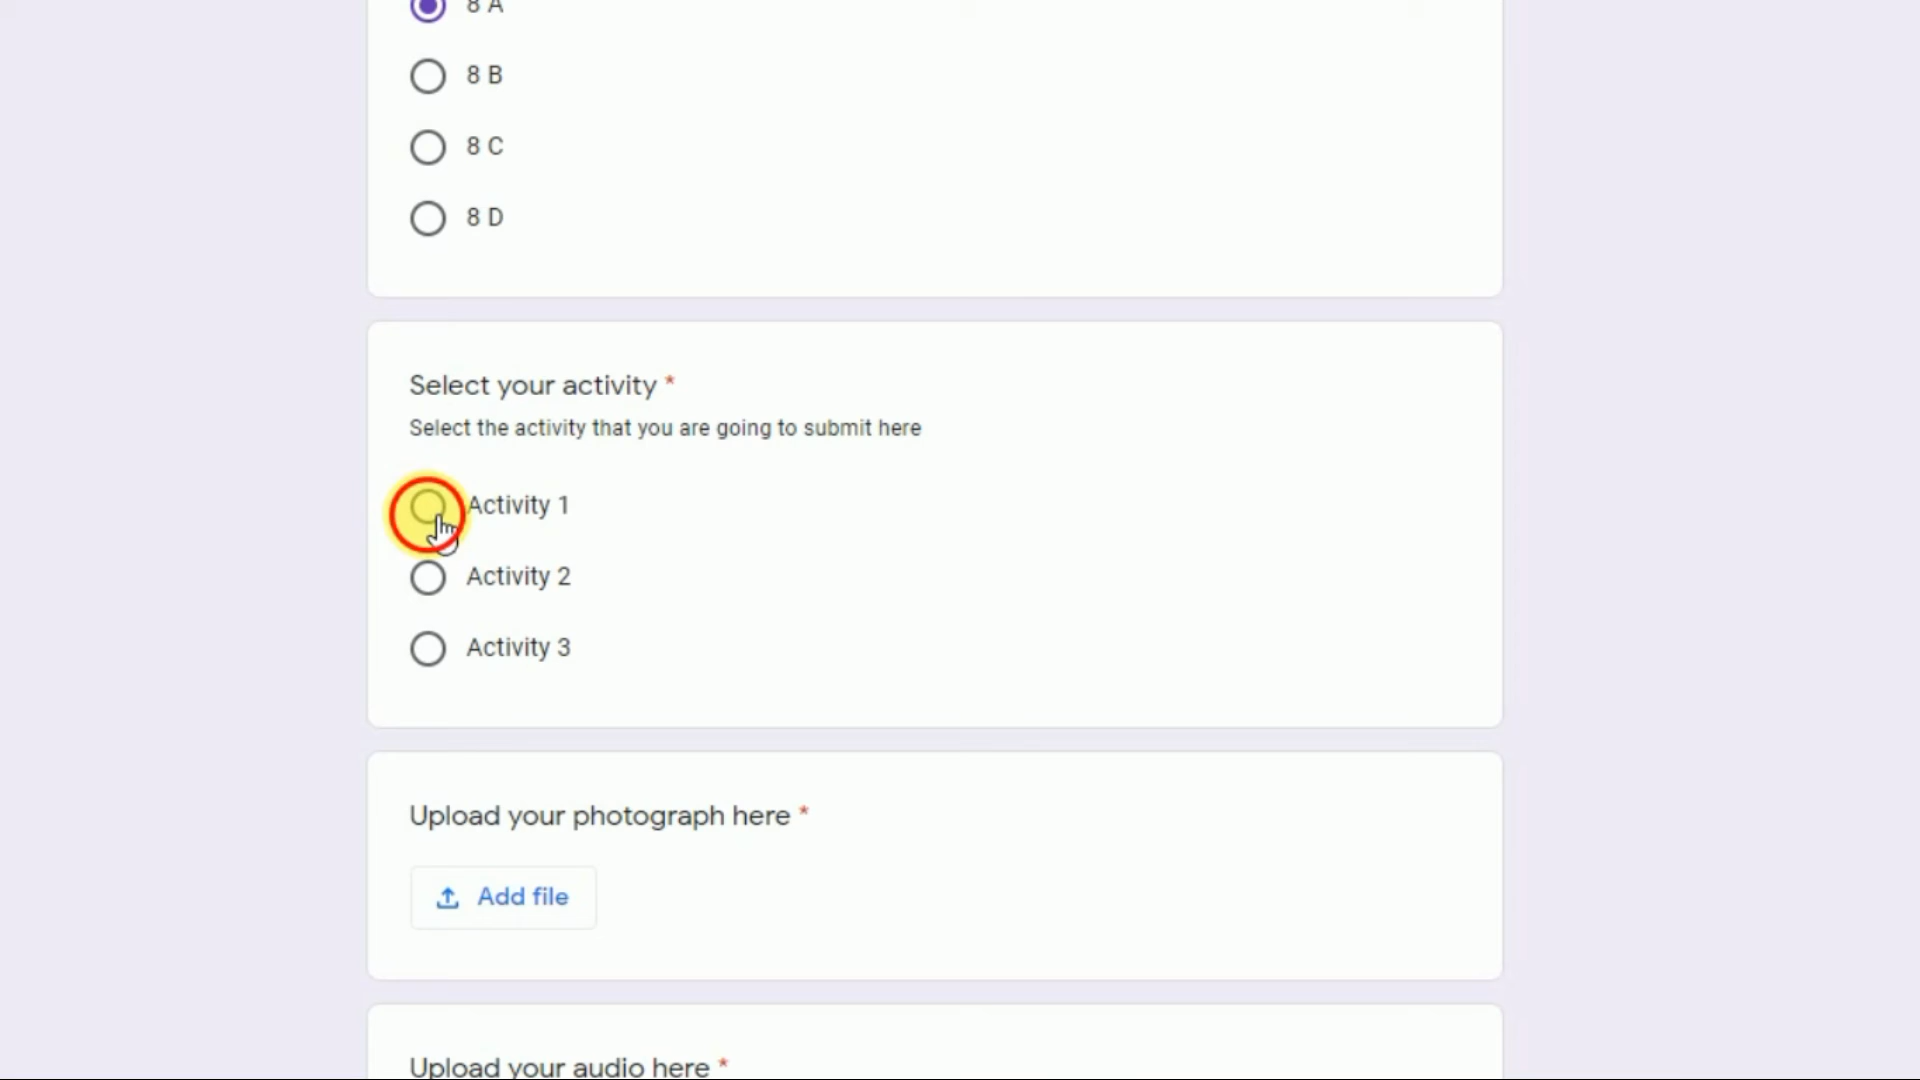 8 A
8 B
8 C
8 D
Select your activity *
Select the activity that you are going to submit here
Activity 1
Activity 2
Activity 3
Upload your photograph here *
Add file
Upload your audio here *